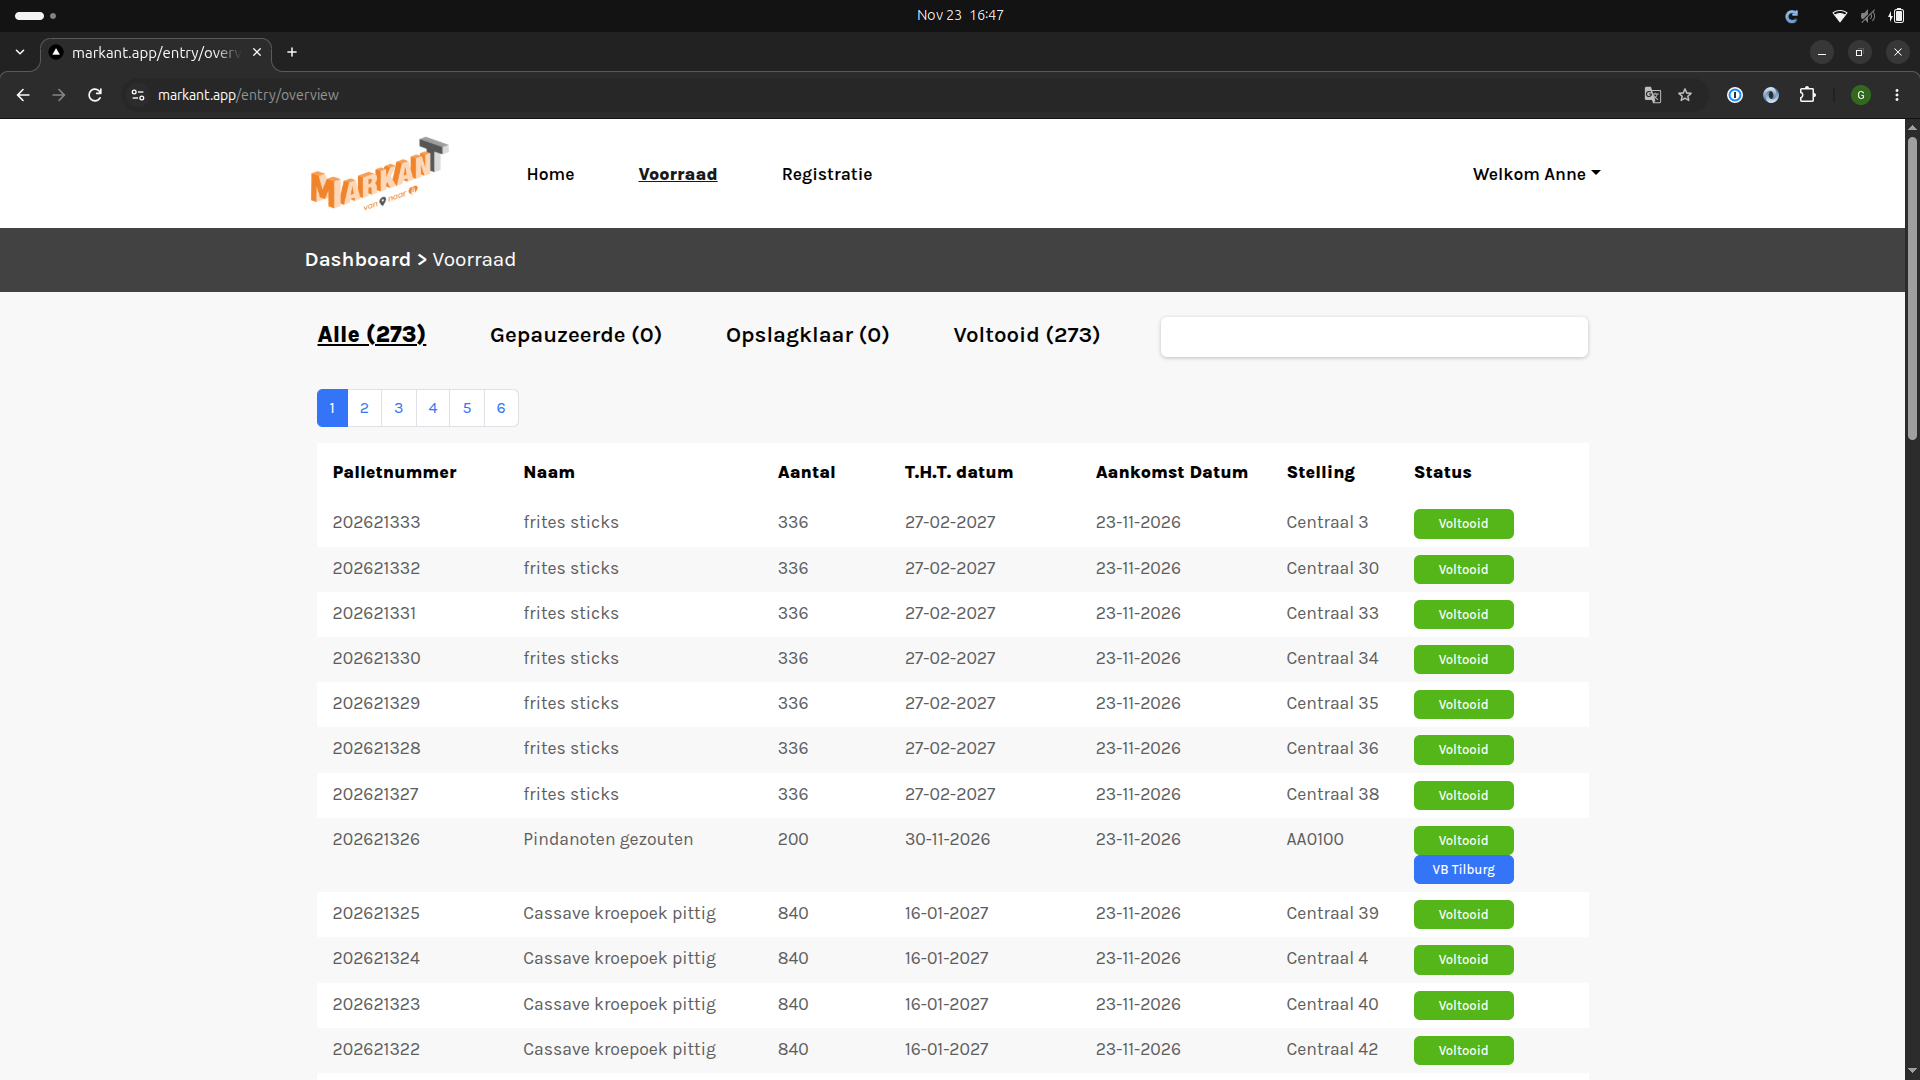 Nov 23 16:47
markant.app/entry/overv
markant.app/entry/overview
G
MARKANT
van naar
Home Voorraad Registratie Welkom Anne
Dashboard > Voorraad
Alle (273) Gepauzeerde (0) Opslagklaar (0) Voltooid (273)
1 2 3 4 5 6
Palletnummer Naam Aantal T.H.T. datum Aankomst Datum Stelling Status
202621333 frites sticks 336 27-02-2027 23-11-2026 Centraal 3 Voltooid
202621332 frites sticks 336 27-02-2027 23-11-2026 Centraal 30 Voltooid
202621331 frites sticks 336 27-02-2027 23-11-2026 Centraal 33 Voltooid
202621330 frites sticks 336 27-02-2027 23-11-2026 Centraal 34 Voltooid
202621329 frites sticks 336 27-02-2027 23-11-2026 Centraal 35 Voltooid
202621328 frites sticks 336 27-02-2027 23-11-2026 Centraal 36 Voltooid
202621327 frites sticks 336 27-02-2027 23-11-2026 Centraal 38 Voltooid
202621326 Pindanoten gezouten 200 30-11-2026 23-11-2026 AA0100 Voltooid
VB Tilburg
202621325 Cassave kroepoek pittig 840 16-01-2027 23-11-2026 Centraal 39 Voltooid
202621324 Cassave kroepoek pittig 840 16-01-2027 23-11-2026 Centraal 4 Voltooid
202621323 Cassave kroepoek pittig 840 16-01-2027 23-11-2026 Centraal 40 Voltooid
202621322 Cassave kroepoek pittig 840 16-01-2027 23-11-2026 Centraal 42 Voltooid